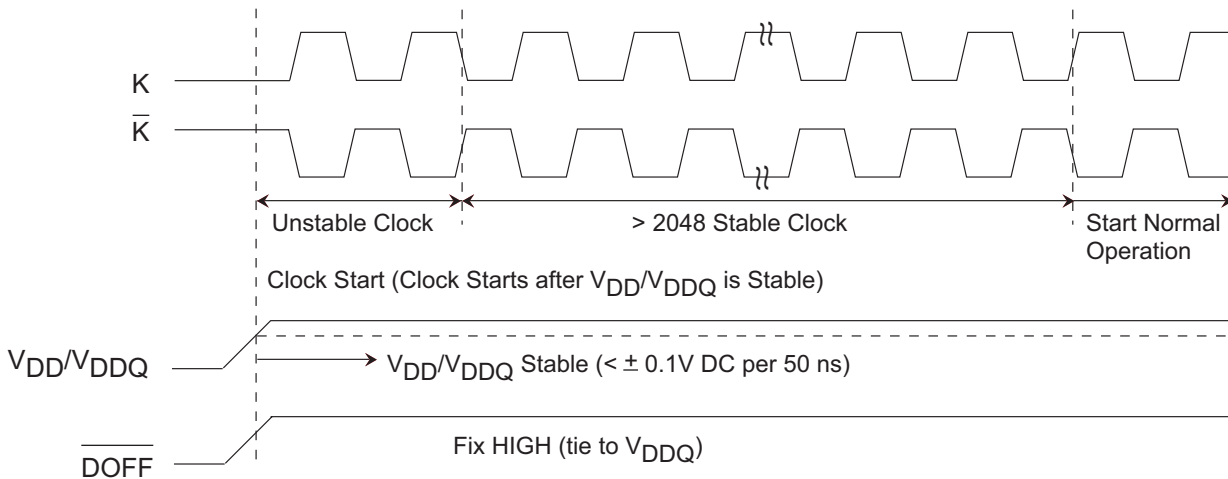 K
K̅
Unstable Clock
> 2048 Stable Clock
Start Normal
Operation
Clock Start (Clock Starts after VDD/VDDQ is Stable)
VDD/VDDQ
VDD/VDDQ Stable (< ± 0.1V DC per 50 ns)
Fix HIGH (tie to VDDQ)
D̅O̅F̅F̅